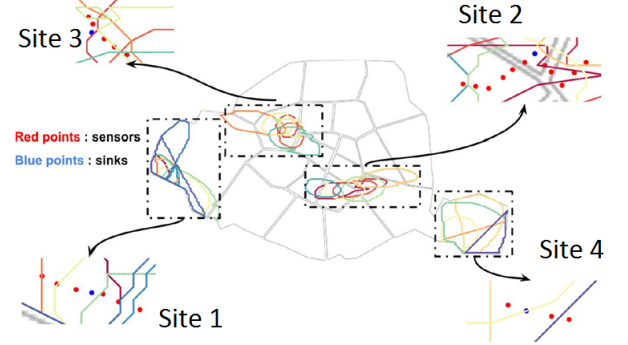 Site 2
Site 3
Red points : sensors
Blue points : sinks
Site 4
Site 1